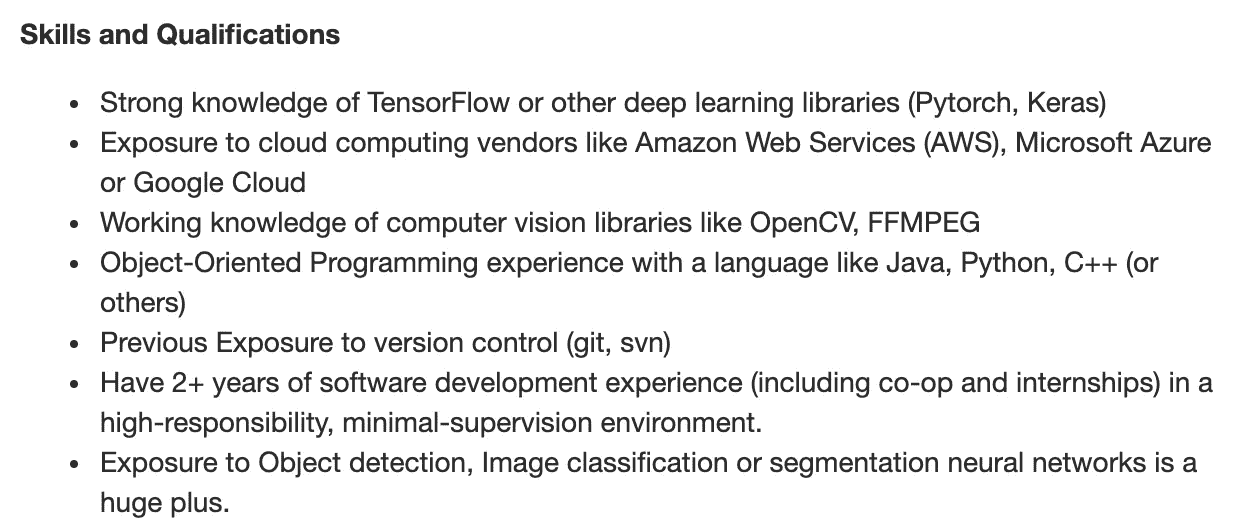 Skills and Qualifications
• Strong knowledge of TensorFlow or other deep learning libraries (Pytorch, Keras)
• Exposure to cloud computing vendors like Amazon Web Services (AWS), Microsoft Azure
or Google Cloud
• Working knowledge of computer vision libraries like OpenCV, FFMPEG
• Object-Oriented Programming experience with a language like Java, Python, C++ (or
others)
• Previous Exposure to version control (git, svn)
• Have 2+ years of software development experience (including co-op and internships) in a
high-responsibility, minimal-supervision environment.
• Exposure to Object detection, Image classification or segmentation neural networks is a
huge plus.